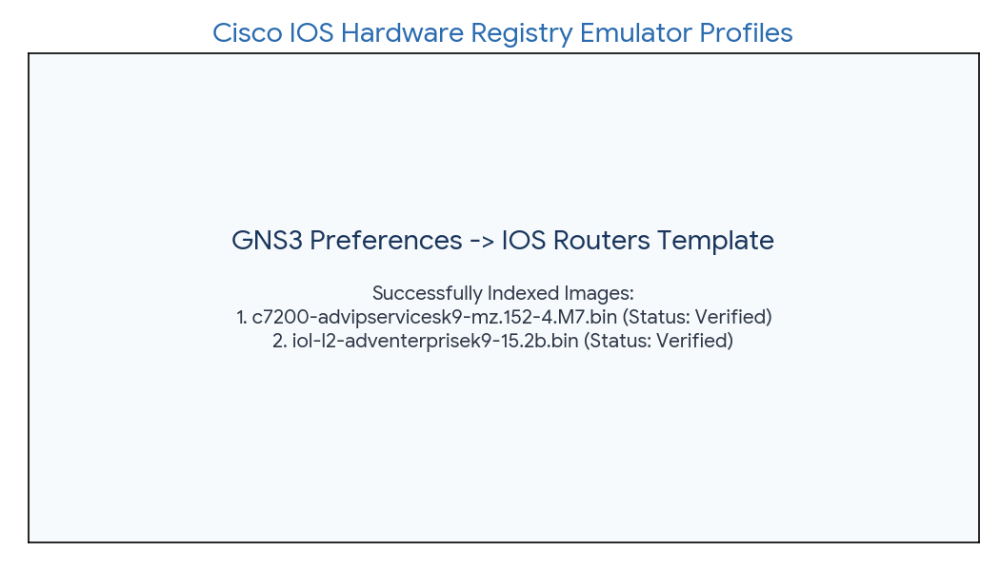 Cisco IOS Hardware Registry Emulator Profiles
GNS3 Preferences -> IOS Routers Template
Successfully Indexed Images:
1. c7200-advipservicesk9-mz.152-4.M7.bin (Status: Verified)
2. iol-l2-adventerprisek9-15.2b.bin (Status: Verified)